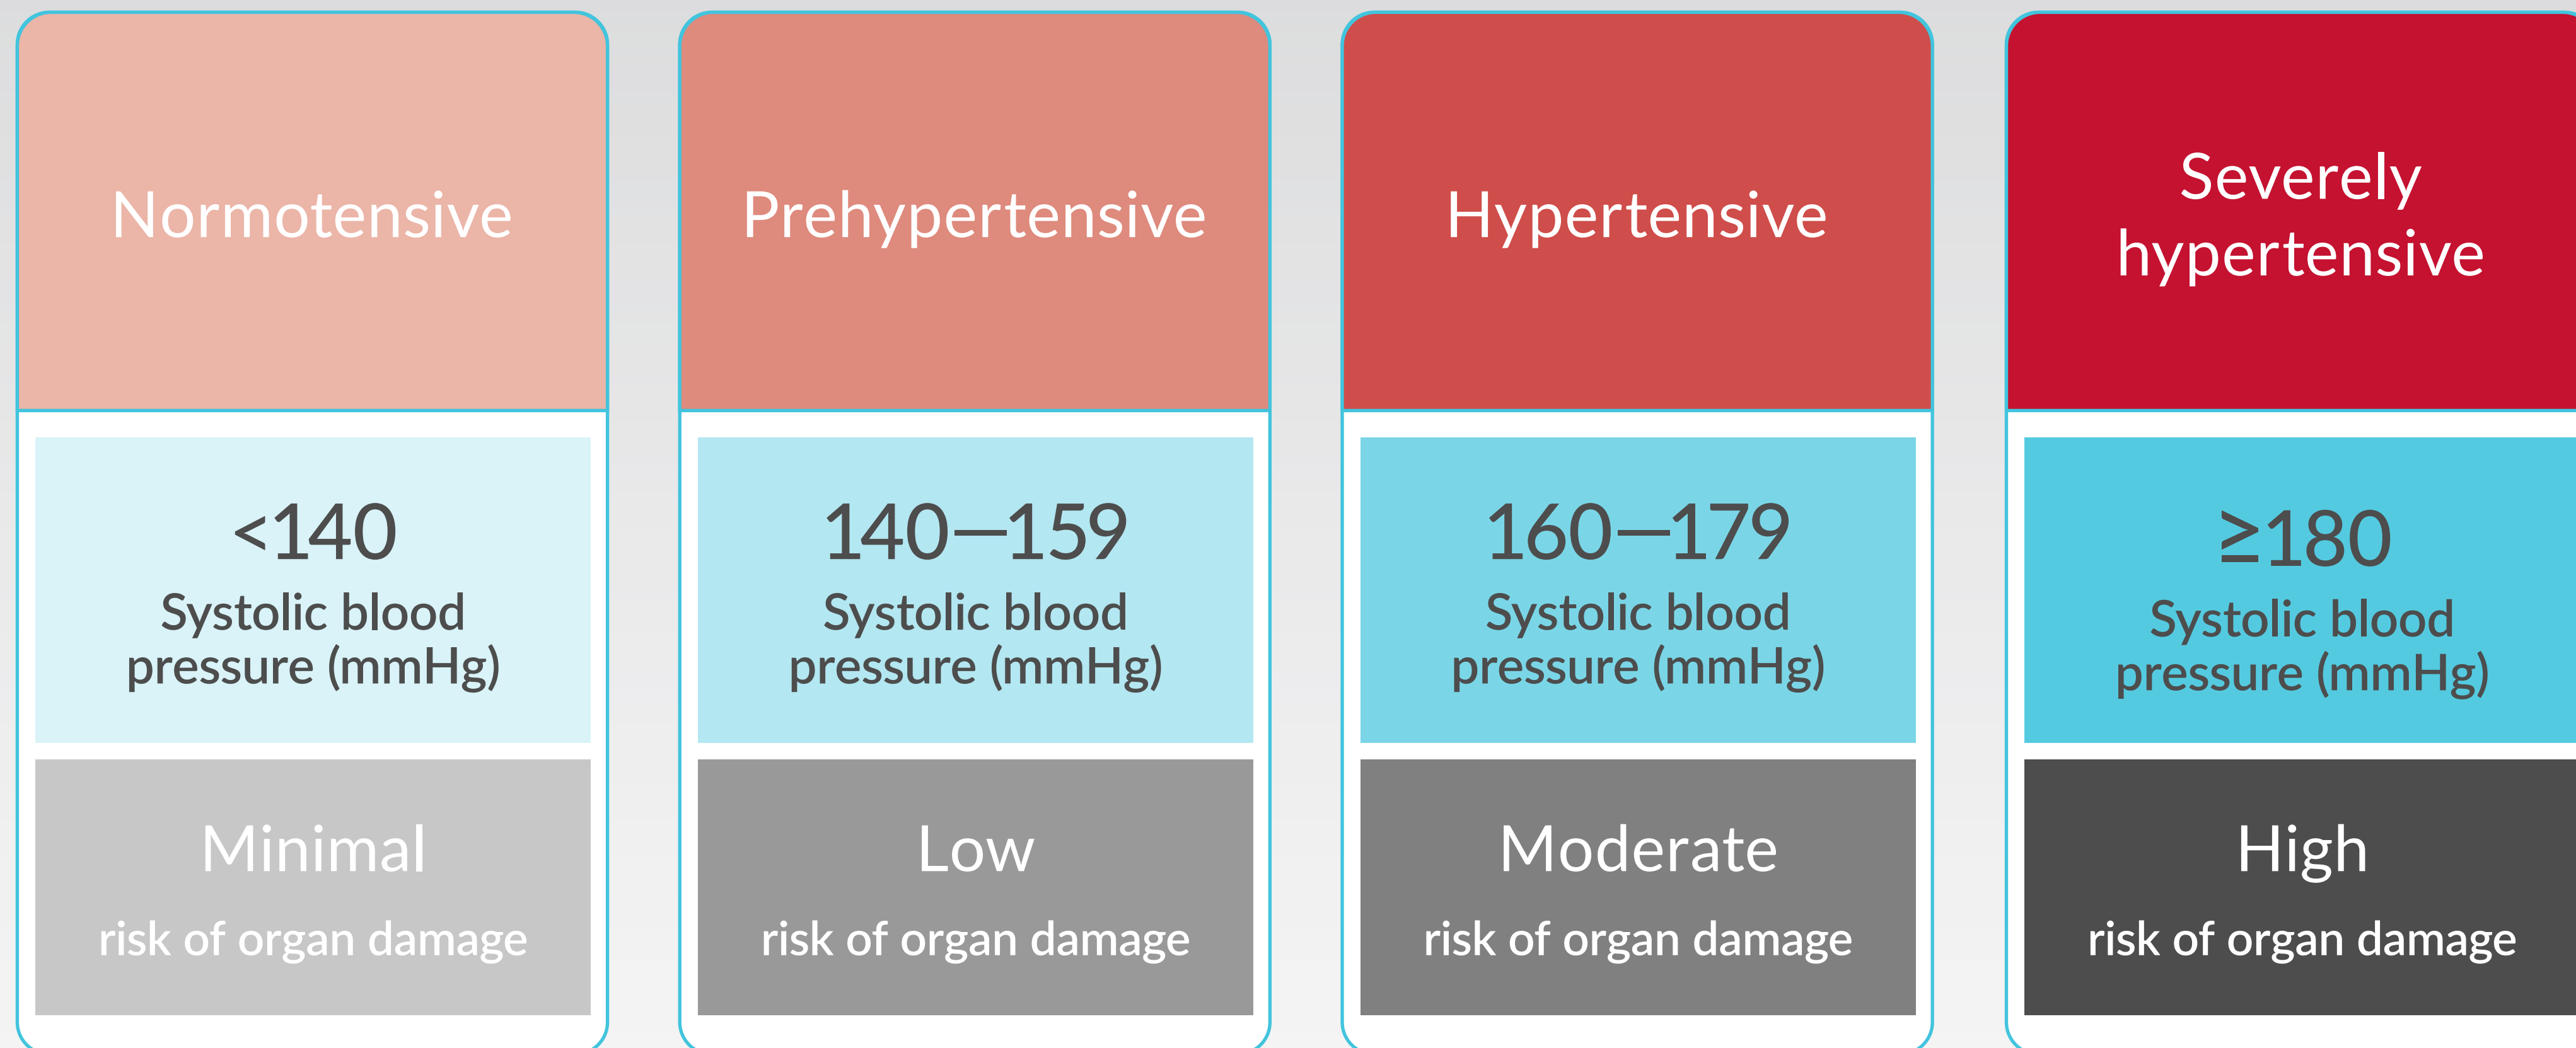 Normotensive
<140
Systolic blood
pressure (mmHg)
Minimal
risk of organ damage
Prehypertensive
140—159
Systolic blood
pressure (mmHg)
Low
risk of organ damage
Hypertensive
160—179
Systolic blood
pressure (mmHg)
Moderate
risk of organ damage
Severely
hypertensive
≥180
Systolic blood
pressure (mmHg)
High
risk of organ damage